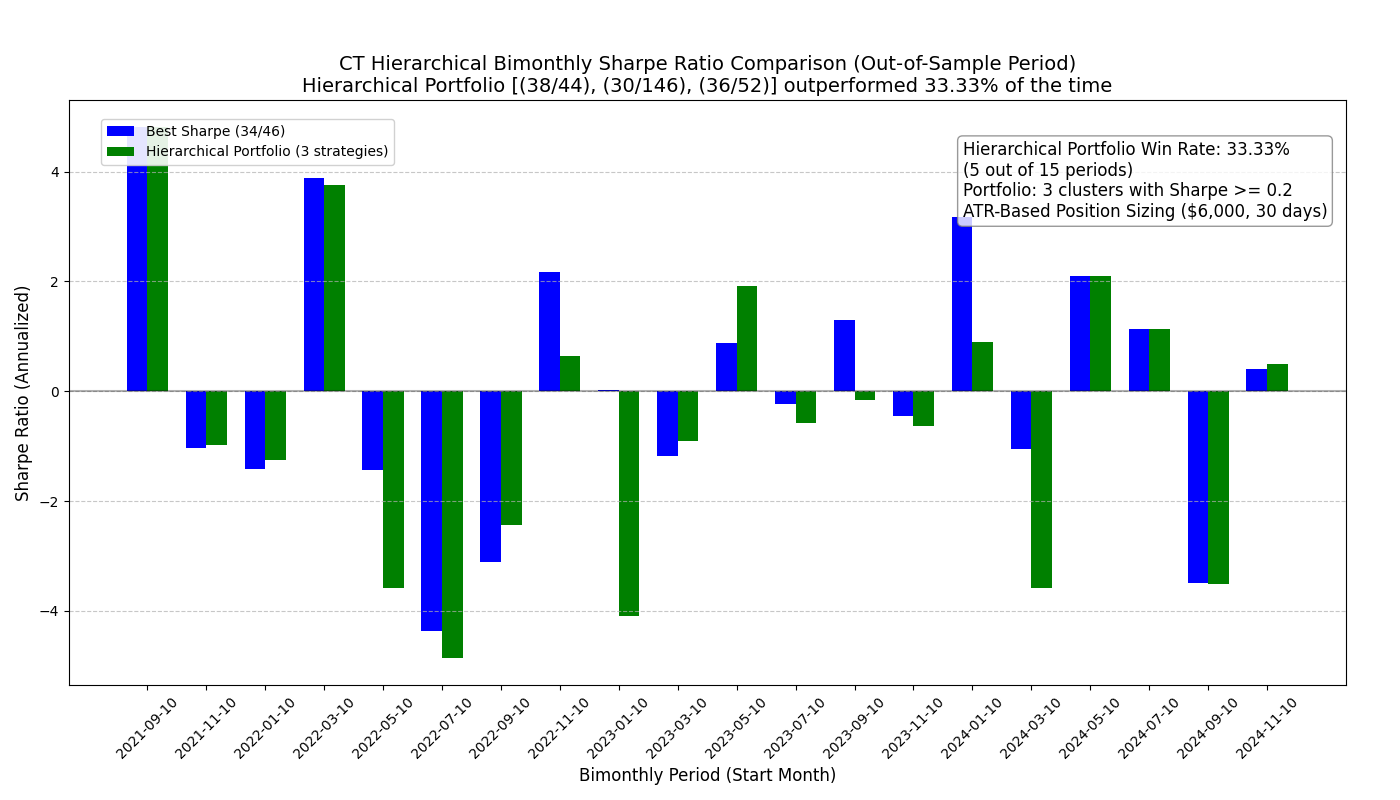 CT Hierarchical Bimonthly Sharpe Ratio Comparison (Out-of-Sample Period)
Hierarchical Portfolio [(38/44), (30/146), (36/52)] outperformed 33.33% of the time
Best Sharpe (34/46)
Hierarchical Portfolio (3 strategies)
Hierarchical Portfolio Win Rate: 33.33%
(5 out of 15 periods)
Portfolio: 3 clusters with Sharpe >= 0.2
ATR-Based Position Sizing ($6,000, 30 days)
Sharpe Ratio (Annualized)
4
2
0
−2
−4
2021-09-10
2021-11-10
2022-01-10
2022-03-10
2022-05-10
2022-07-10
2022-09-10
2022-11-10
2023-01-10
2023-03-10
2023-05-10
2023-07-10
2023-09-10
2023-11-10
2024-01-10
2024-03-10
2024-05-10
2024-07-10
2024-09-10
2024-11-10
Bimonthly Period (Start Month)